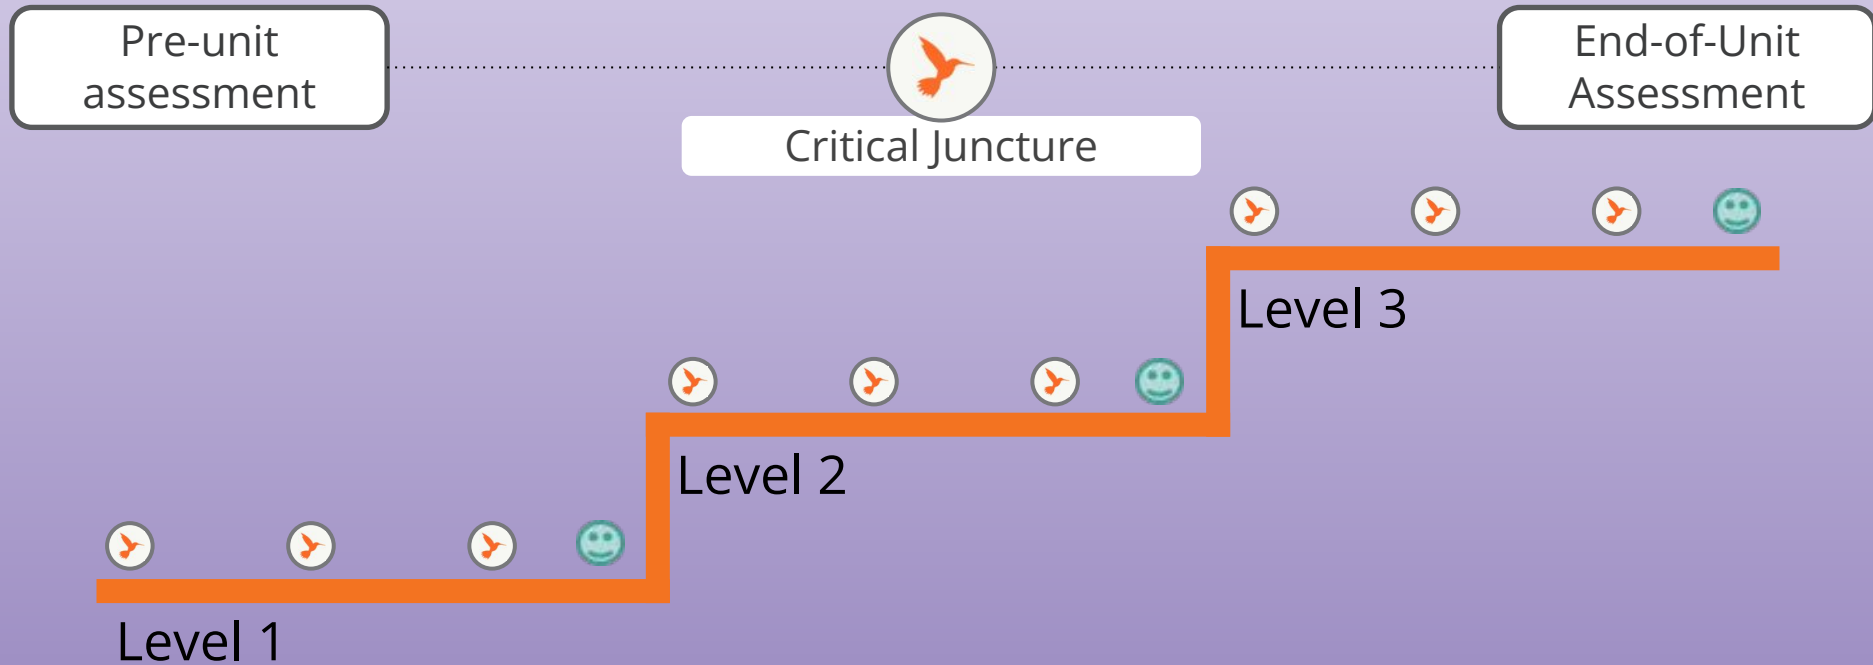 Pre-unit
assessment
Critical Juncture
End-of-Unit
Assessment
Level 3
Level 2
Level 1